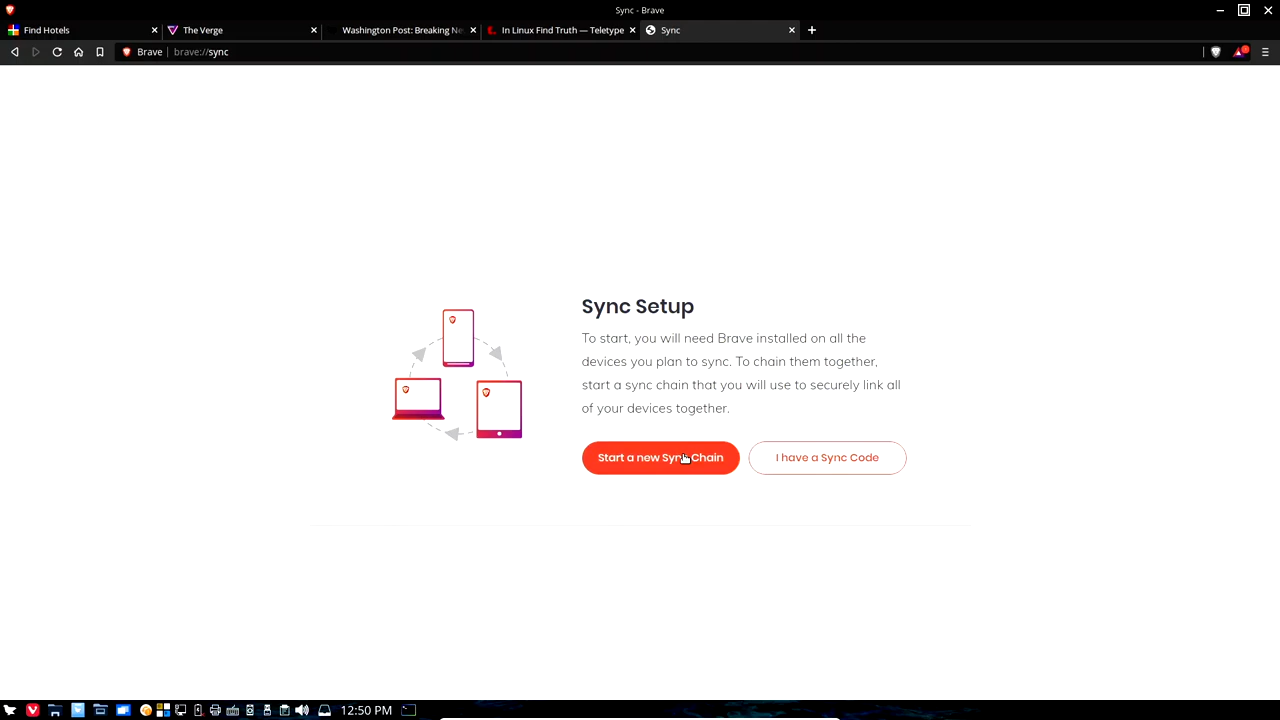 Sync - Brave
Find Hotels
The Verge
Washington Post: Breaking Ne
In Linux Find Truth — Teletype
Sync
Brave
brave://sync
Sync Setup
To start, you will need Brave installed on all the
devices you plan to sync. To chain them together,
start a sync chain that you will use to securely link all
of your devices together.
Start a new Sync Chain
I have a Sync Code
12:50 PM